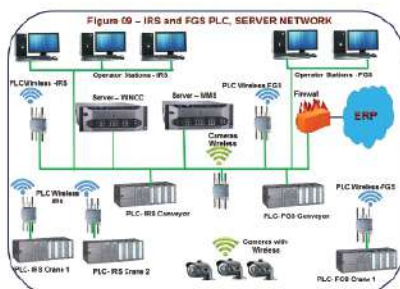 Figure 09 – IRS and FGS PLC, SERVER NETWORK
Operator Stations - IRS
Operator Stations - FGS
PLC Wireless -IRS
PLC Wireless FGS
Server – WINCC
Server – WMS
Firewall
ERP
Cameras
Wireless
PLC Wireless
IRS
PLC- IRS Conveyor
PLC- FGS Conveyor
PLC Wireless-FGS
Cameras with
Wireless
PLC- IRS Crane 1
PLC- IRS Crane 2
PLC- FGS Crane 1